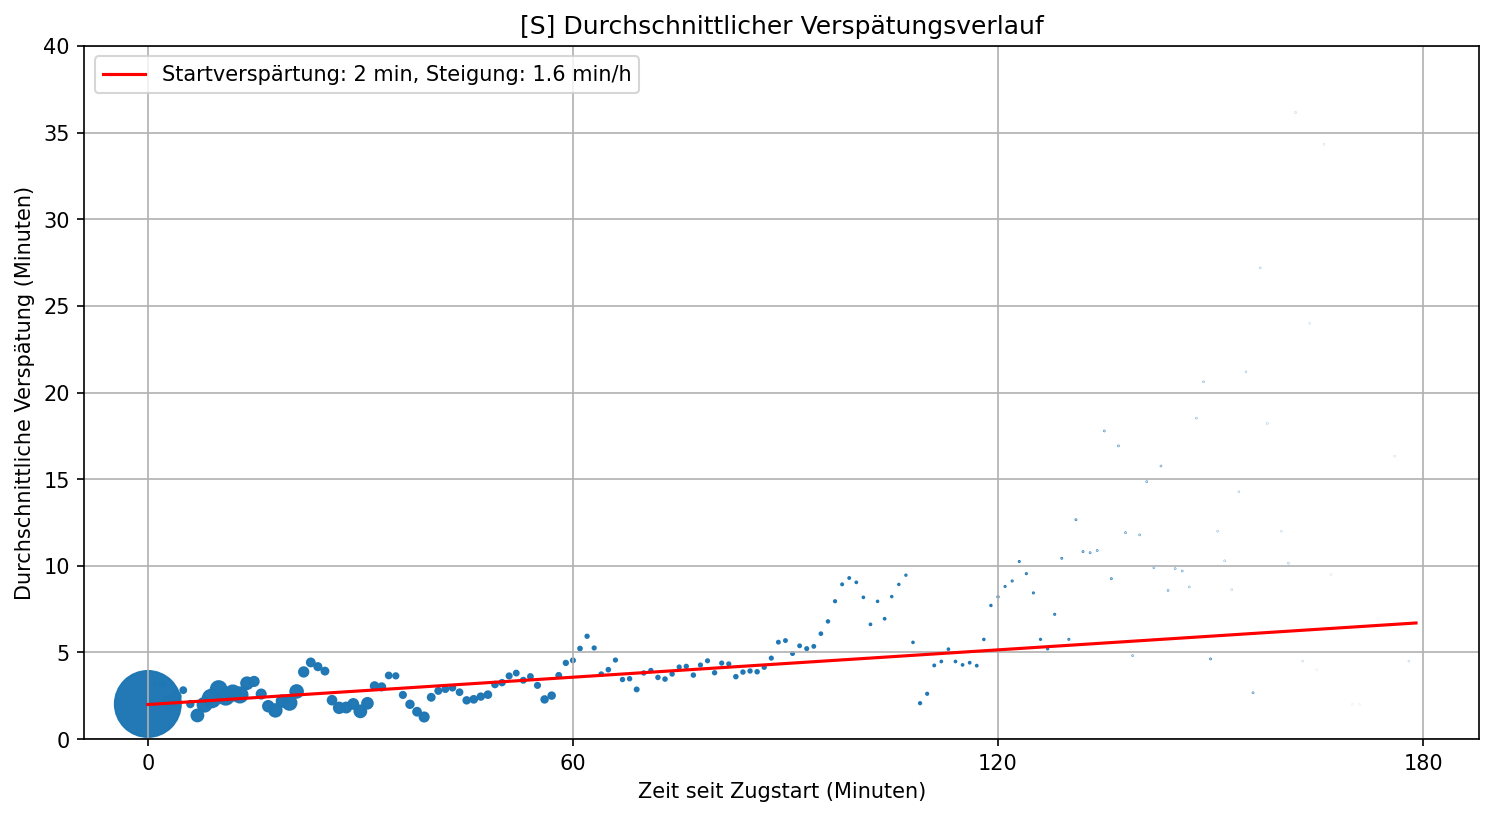 [S] Durchschnittlicher Verspätungsverlauf
Startverspärtung: 2 min, Steigung: 1.6 min/h
Durchschnittliche Verspätung (Minuten)
40
35
30
25
20
15
10
5
0
0 60 120 180
Zeit seit Zugstart (Minuten)